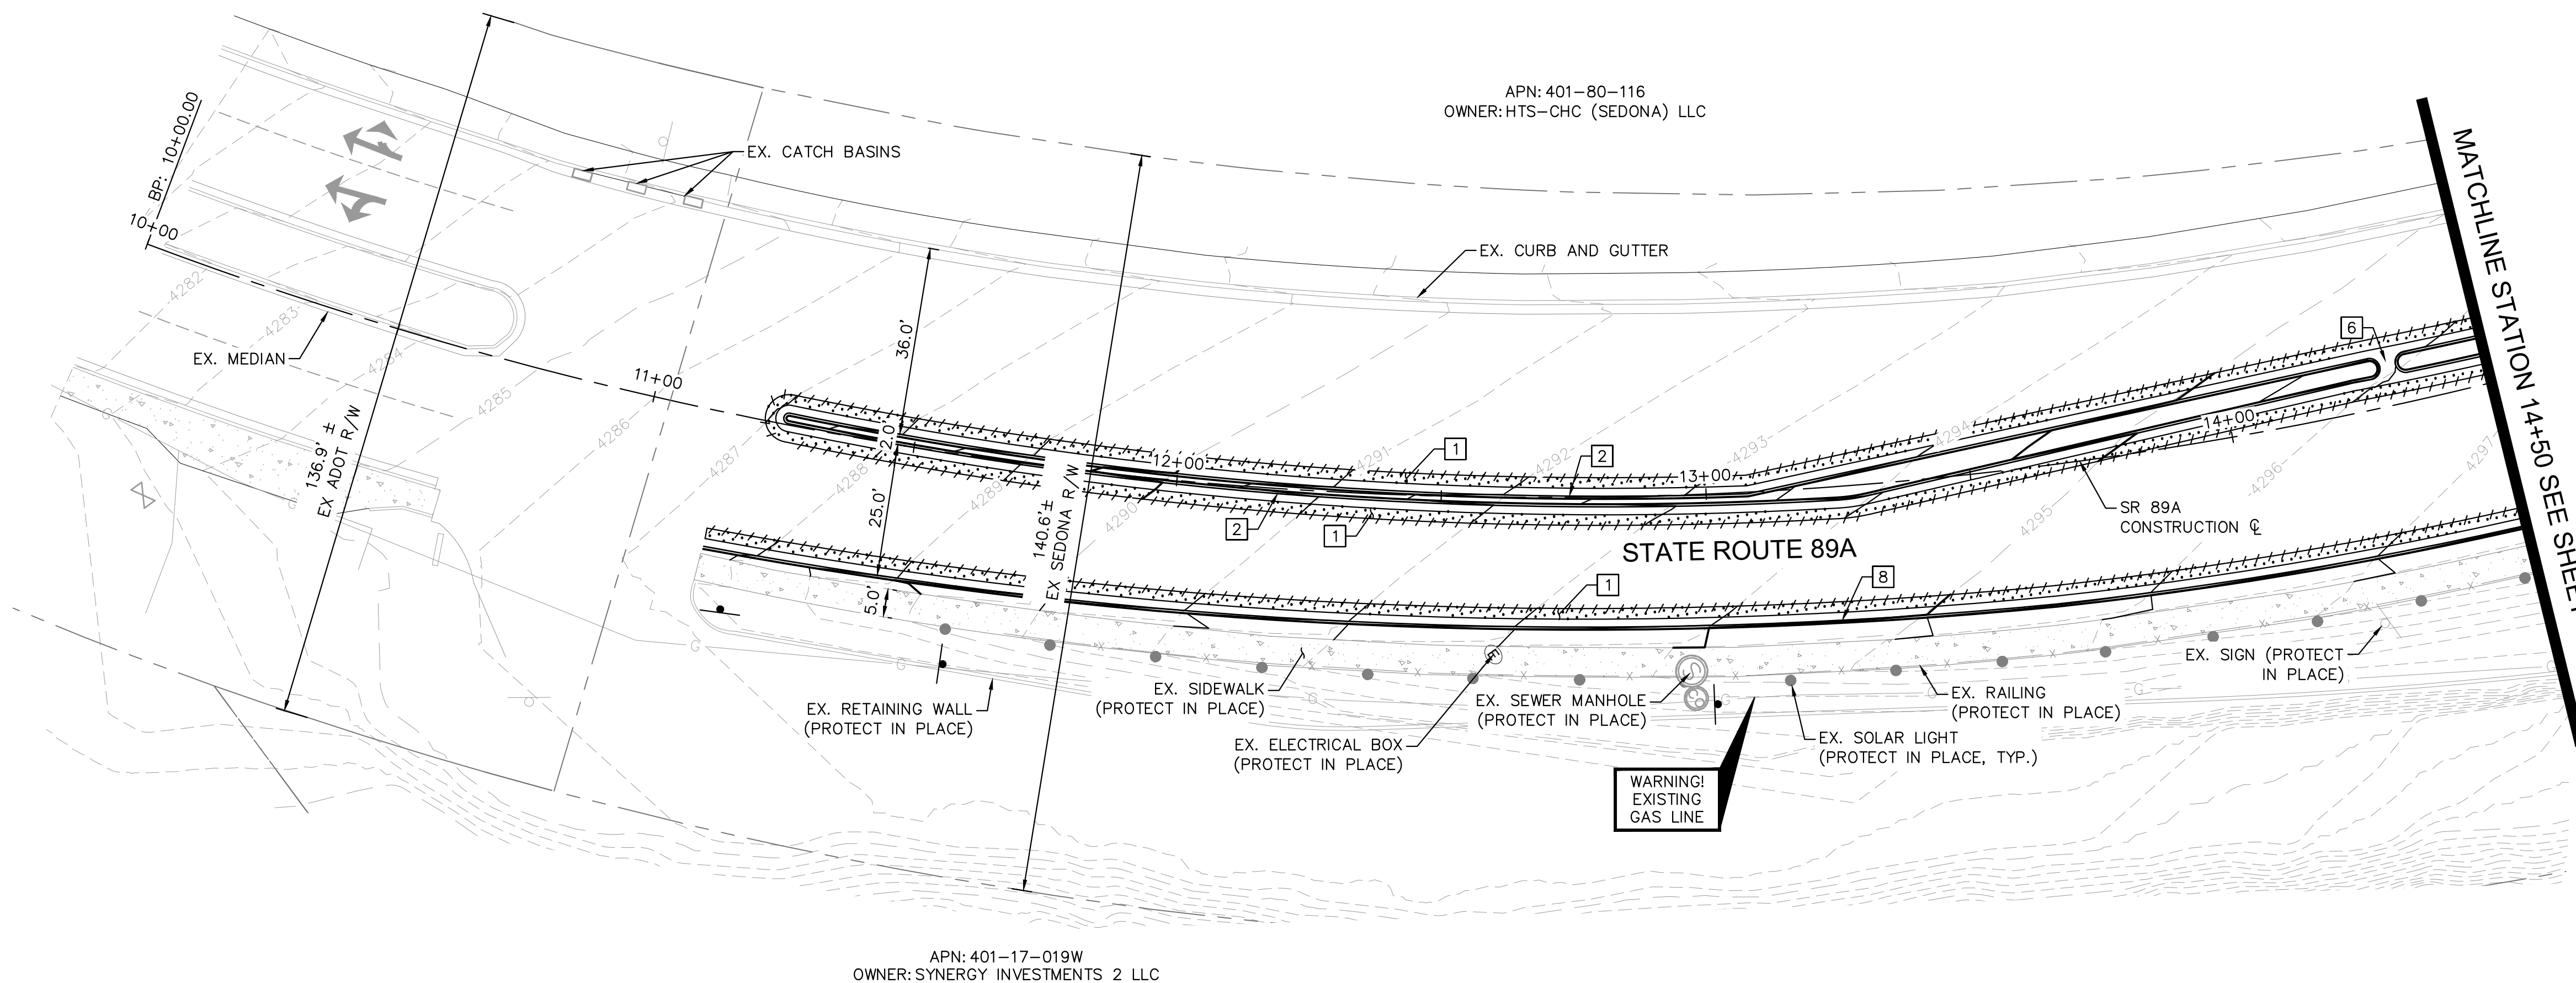 APN: 401-80-116
OWNER: HTS-CHC (SEDONA) LLC
BP: 10+00.00
10+00
EX. CATCH BASINS
EX. CURB AND GUTTER
MATCHLINE STATION 14+50 SEE SHEET
4282
4283
4284
4285
4286
4287
4288
4289
4290
4291
4292
4293
4294
4295
4296
4297
EX. MEDIAN
136.9' ±
EX ADOT R/W
11+00
36.0'
2.0'
25.0'
5.0'
140.6'±
EX SEDONA R/W
12+00
13+00
14+00
1
2
6
2
1
SR 89A
CONSTRUCTION ℄
STATE ROUTE 89A
1
8
EX. RETAINING WALL
(PROTECT IN PLACE)
EX. SIDEWALK
(PROTECT IN PLACE)
E
EX. ELECTRICAL BOX
(PROTECT IN PLACE)
EX. SEWER MANHOLE
(PROTECT IN PLACE)
EX. SOLAR LIGHT
(PROTECT IN PLACE, TYP.)
EX. RAILING
(PROTECT IN PLACE)
EX. SIGN (PROTECT
IN PLACE)
G
G
G
G
G
G
G
G
WARNING!
EXISTING
GAS LINE
APN: 401-17-019W
OWNER: SYNERGY INVESTMENTS 2 LLC